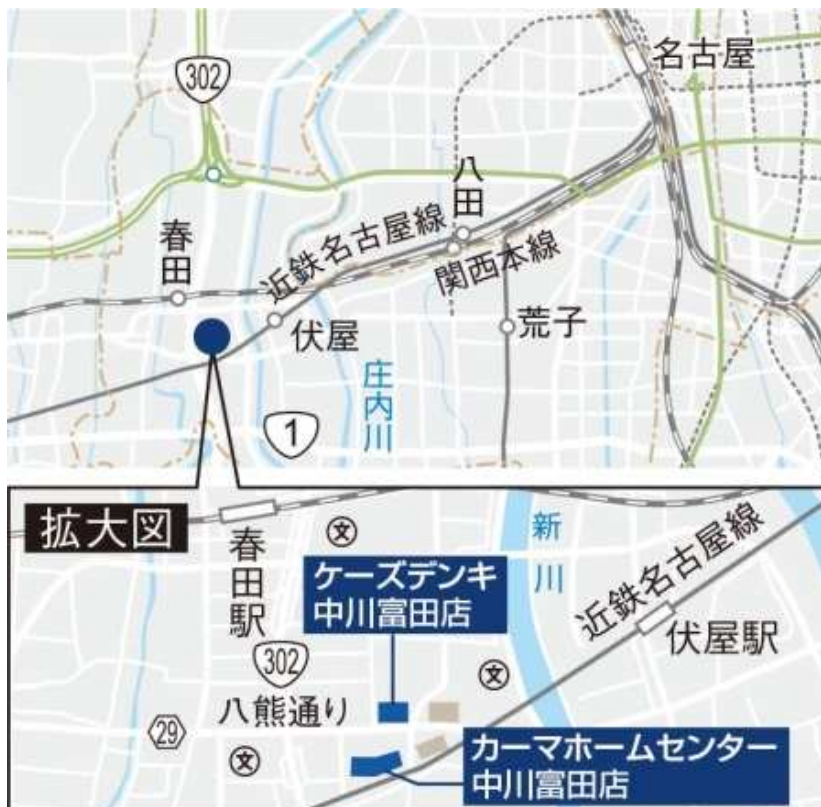 302
名古屋
八田
春田
近鉄名古屋線
関西本線
伏屋
荒子
庄内川
1
拡大図
春田駅
文
新川
近鉄名古屋線
ケーズデンキ
中川富田店
伏屋駅
302
文
八熊通り
29
文
カーマホームセンター
中川富田店